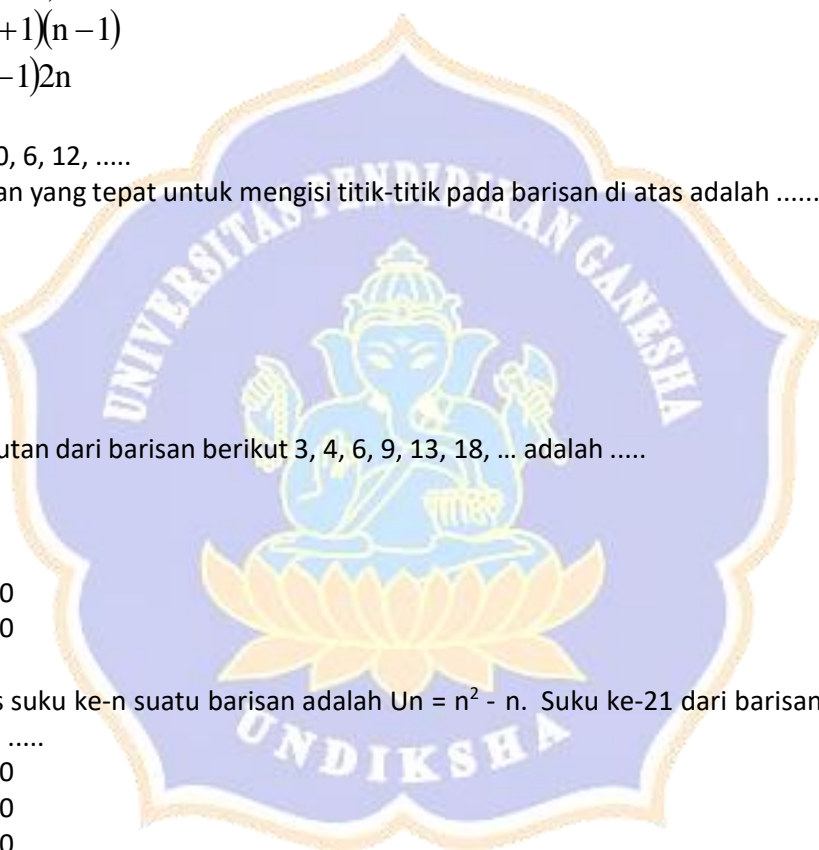 +1)(n −1)
−1)2n
0, 6, 12, .....
an yang tepat untuk mengisi titik-titik pada barisan di atas adalah ......
UNIVERSITAS PENDIDIKAN GANESHA
utan dari barisan berikut 3, 4, 6, 9, 13, 18, … adalah .....
0
0
s suku ke-n suatu barisan adalah Un = n² - n. Suku ke-21 dari barisan
.....
UNDIKSHA
0
0
0